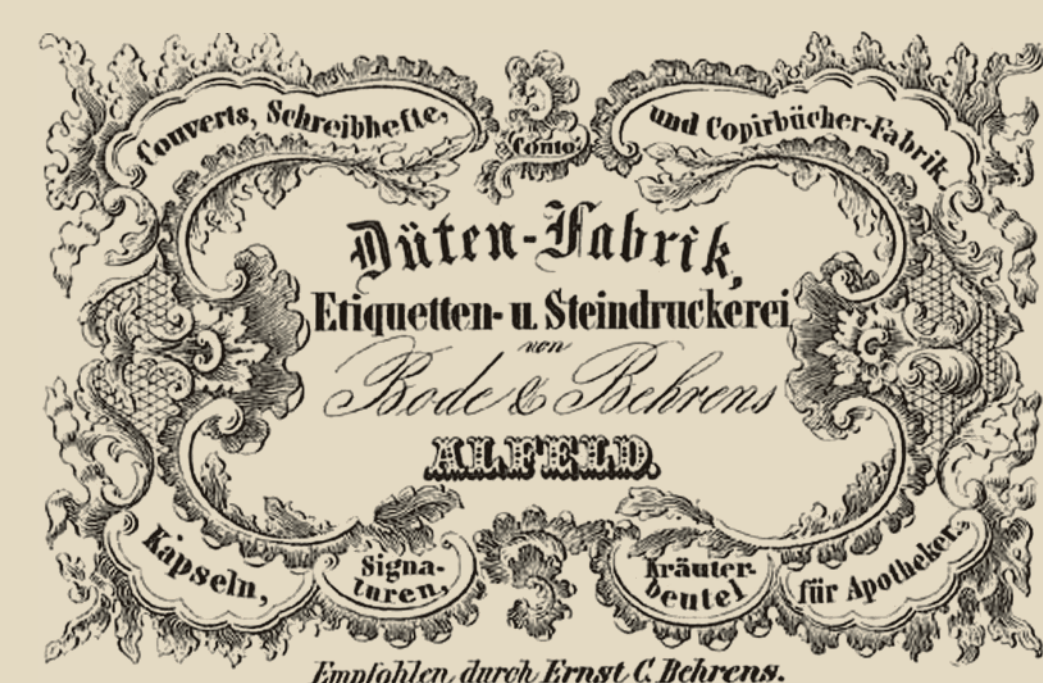 Couverts, Schreibhefte,
Conto-
und Copirbücher-Fabrik.
Düten-Fabrik,
Etiquetten- u. Steindruckerei
von
Bode & Behrens
ALFELD.
Kapseln,
Signa-
turen,
Kräuter-
beutel
für Apotheker.
Empfohlen durch Ernst C. Behrens.